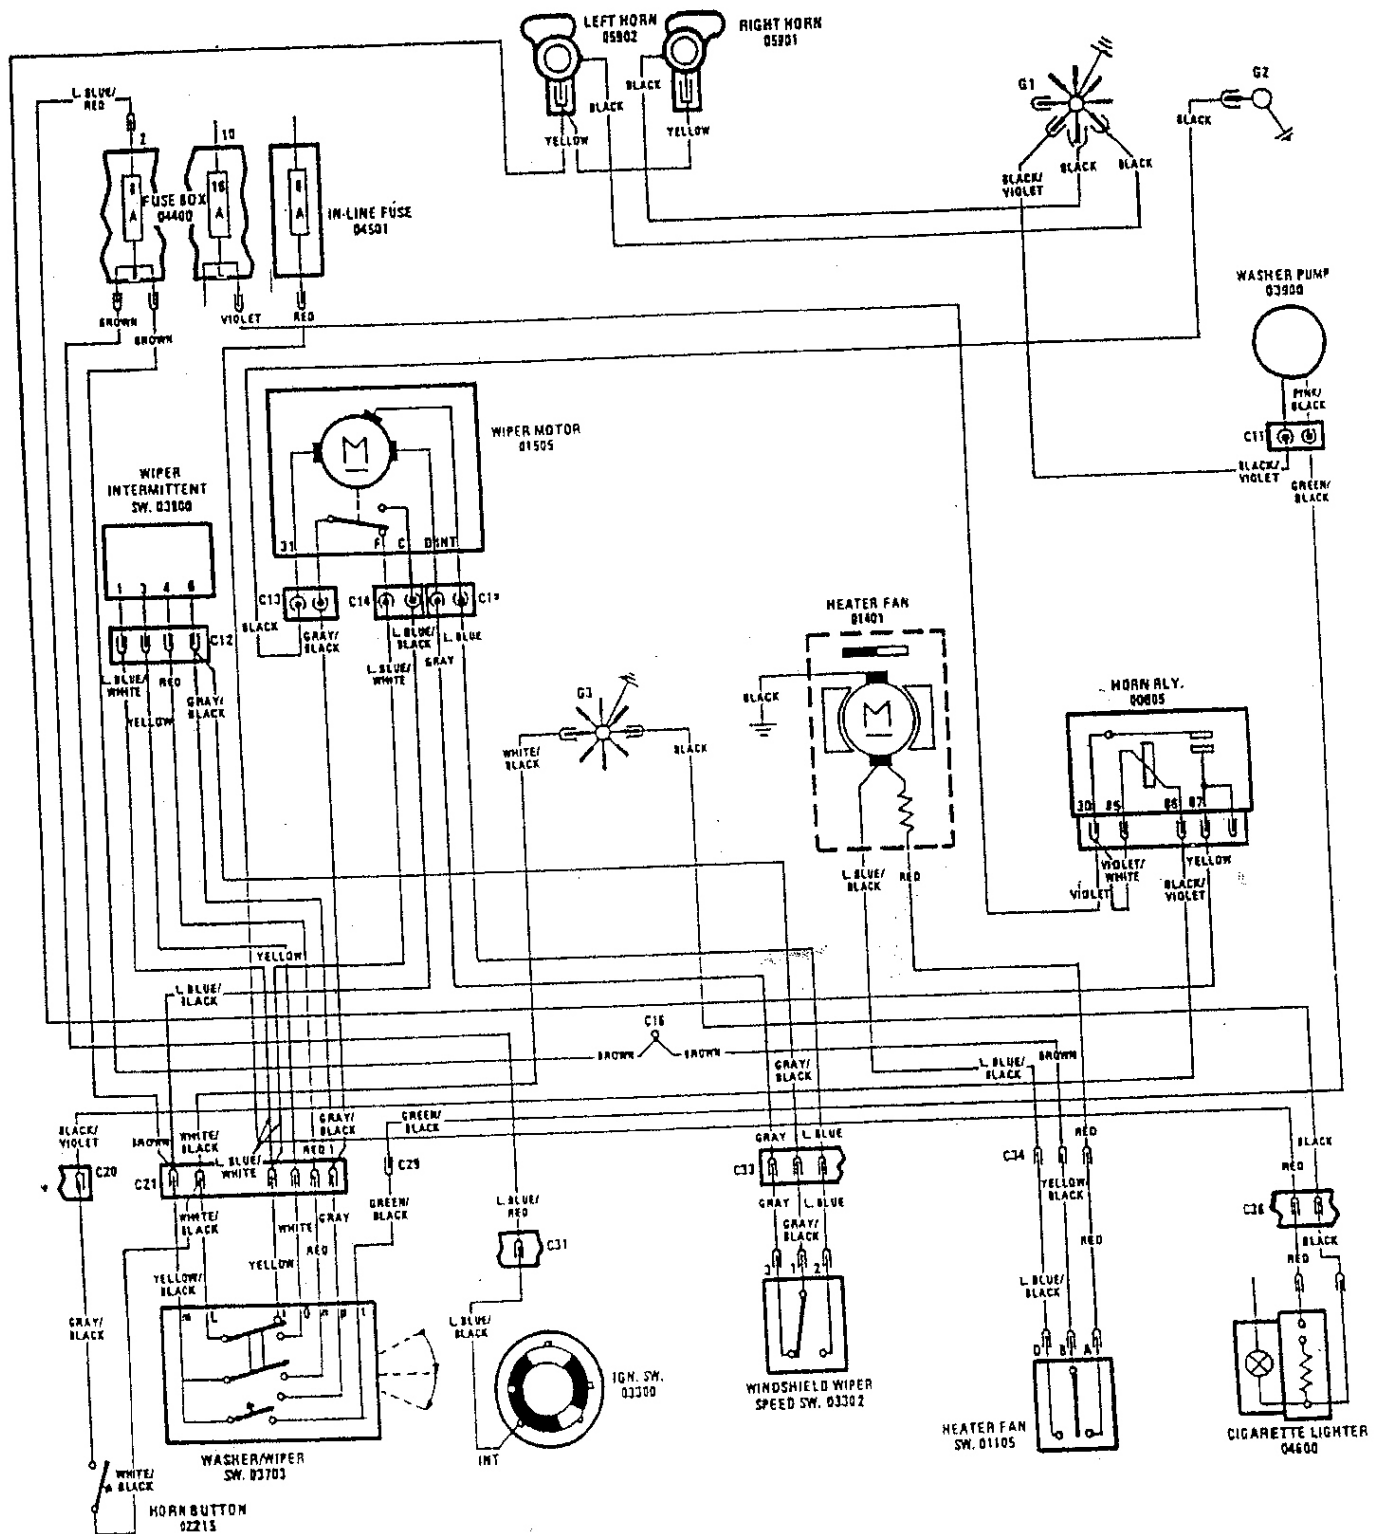 LEFT HORN
05902
RIGHT HORN
05901
G1
G2
L. BLUE/
RED
BLACK
BLACK
YELLOW
YELLOW
BLACK
BLACK/
VIOLET
BLACK
BLACK
2
10
8
A
FUSE BOX
04400
16
A
8
A
IN-LINE FUSE
04501
BROWN
BROWN
VIOLET
RED
WASHER PUMP
03900
PINK/
BLACK
C11
BLACK/
VIOLET
GREEN/
BLACK
WIPER MOTOR
01505
M
31
F
C
D
INT
WIPER
INTERMITTENT
SW. 03800
1
3
4
6
C12
C13
C14
BLACK
GRAY/
BLACK
L. BLUE/
BLACK
L. BLUE
L. BLUE/
WHITE
GRAY
L. BLUE/
WHITE
RED
GRAY/
BLACK
YELLOW
G3
WHITE/
BLACK
BLACK
HEATER FAN
01401
BLACK
M
L. BLUE/
BLACK
RED
HORN RLY.
00805
30
85
86
87
VIOLET/
WHITE
YELLOW
VIOLET
BLACK/
VIOLET
YELLOW
L. BLUE/
BLACK
C16
BROWN
BROWN
BROWN
GRAY/
BLACK
L. BLUE/
BLACK
BLACK/
VIOLET
BROWN
WHITE/
BLACK
GRAY/
BLACK
GREEN/
BLACK
RED
L. BLUE/
WHITE
GRAY
L. BLUE
RED
BLACK
RED
C20
C21
C29
C33
C34
GREEN/
BLACK
L. BLUE/
RED
GRAY
L. BLUE
GRAY/
BLACK
YELLOW/
BLACK
RED
WHITE/
BLACK
WHITE
GRAY
RED
YELLOW
C31
BLACK
RED
YELLOW/
BLACK
GRAY/
BLACK
L. BLUE/
BLACK
1
2
L. BLUE/
BLACK
D
B
A
IGN. SW.
03300
INT
WINDSHIELD WIPER
SPEED SW. 03302
HEATER FAN
SW. 01105
CIGARETTE LIGHTER
04600
WASHER/WIPER
SW. 03703
WHITE/
BLACK
HORN BUTTON
02215